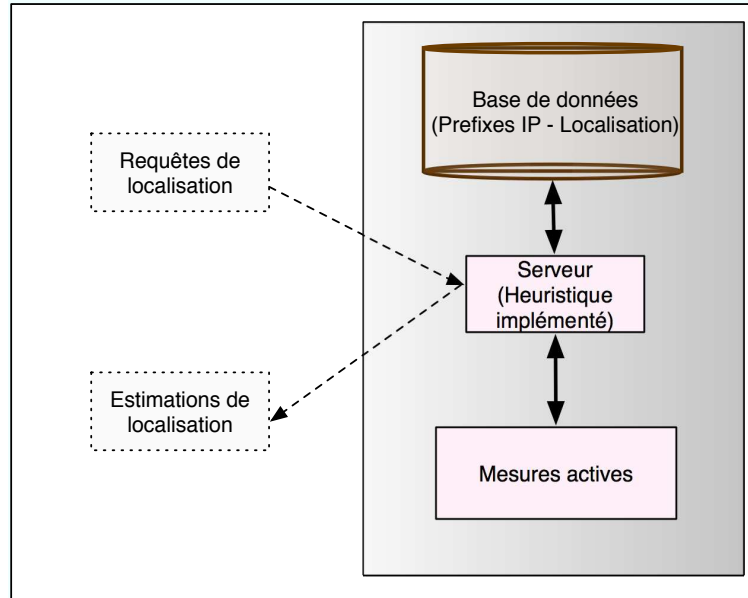 Base de données
(Prefixes IP - Localisation)
Requêtes de
localisation
Serveur
(Heuristique
implémenté)
Estimations de
localisation
Mesures actives